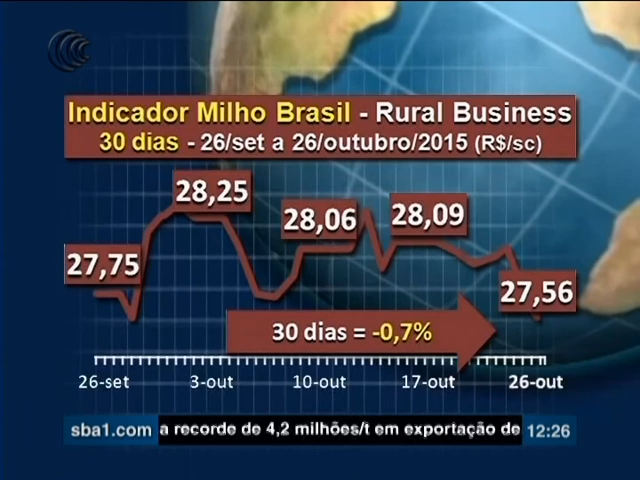 Indicador Milho Brasil - Rural Business
30 dias - 26/set a 26/outubro/2015 (R$/sc)
28,25
28,06
28,09
27,75
27,56
30 dias = -0,7%
26-set 3-out 10-out 17-out 26-out
sba1.com a recorde de 4,2 milhões/t em exportação de 12:26